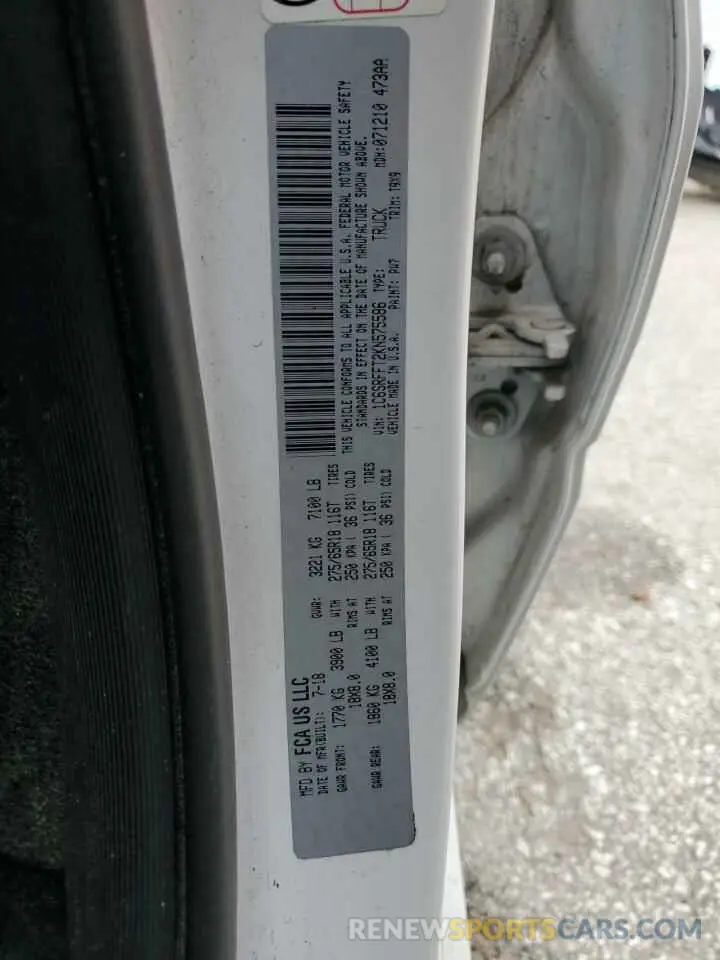 MFD BY FCA US LLC
DATE OF MFR(BUILT): 7-18 GVWR: 3221 KG 7100 LB
GAWR FRONT: 1770 KG 3900 LB WITH 275/65R18 116T TIRES
18X8.0 RIMS AT 250 KPA ( 36 PSI) COLD
GAWR REAR: 1860 KG 4100 LB WITH 275/65R18 116T TIRES
18X8.0 RIMS AT 250 KPA ( 36 PSI) COLD
THIS VEHICLE CONFORMS TO ALL APPLICABLE U.S.A. FEDERAL MOTOR VEHICLE SAFETY
STANDARDS IN EFFECT ON THE DATE OF MANUFACTURE SHOWN ABOVE.
VIN: 1C6SRFFT2KN575586 TYPE: TRUCK MDH:071210 473AA
VEHICLE MADE IN U.S.A. PAINT: PW7 TRIM: T9X9
RENEWSPORTSCARS.COM